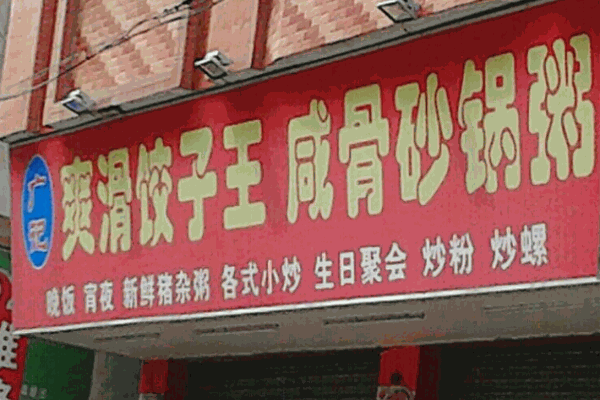 广记
爽滑饺子王 咸骨砂锅粥
晚饭 宵夜 新鲜猪杂粥 各式小炒 生日聚会 炒粉 炒螺